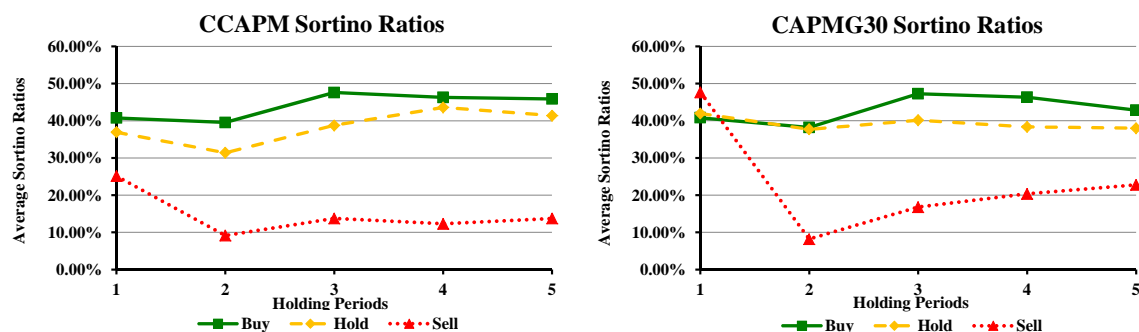 CCAPM Sortino Ratios
60.00%
50.00%
40.00%
30.00%
20.00%
10.00%
0.00%
Average Sortino Ratios
1 2 3 4 5
Holding Periods
Buy Hold Sell
CAPMG30 Sortino Ratios
60.00%
50.00%
40.00%
30.00%
20.00%
10.00%
0.00%
Average Sortino Ratios
1 2 3 4 5
Holding Periods
Buy Hold Sell